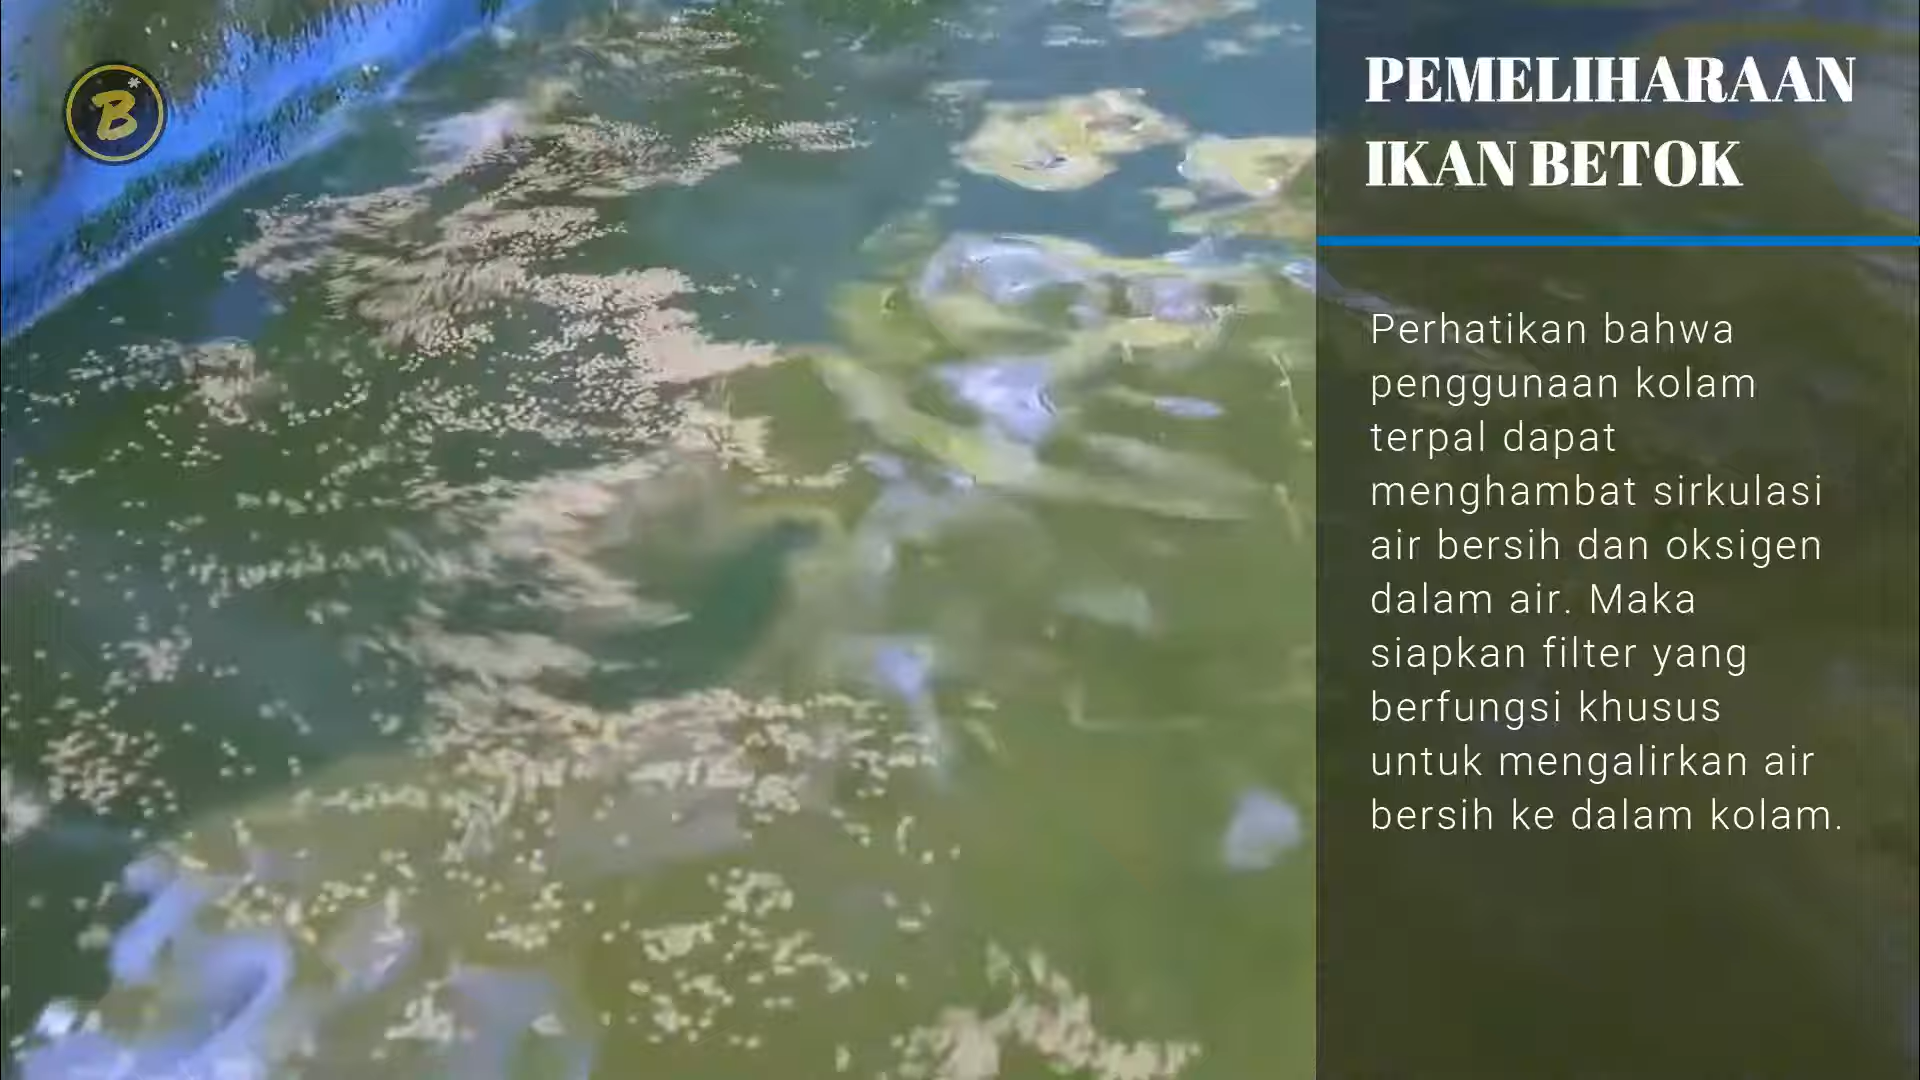 B
PEMELIHARAAN
IKAN BETOK
Perhatikan bahwa
penggunaan kolam
terpal dapat
menghambat sirkulasi
air bersih dan oksigen
dalam air. Maka
siapkan filter yang
berfungsi khusus
untuk mengalirkan air
bersih ke dalam kolam.